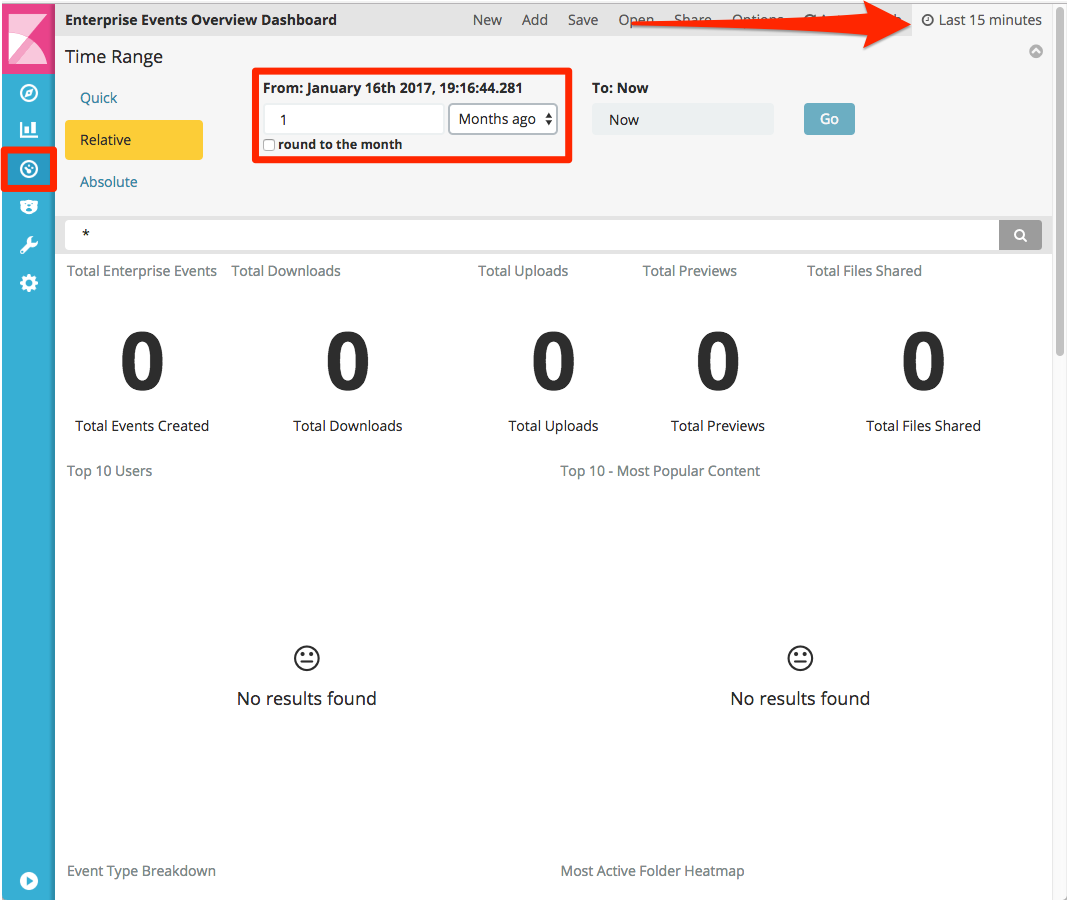 Enterprise Events Overview Dashboard New Add Save Open Share Options Last 15 minutes
Time Range
Quick
Relative
Absolute
From: January 16th 2017, 19:16:44.281
1 Months ago
round to the month
To: Now
Now
Go
*
Total Enterprise Events Total Downloads Total Uploads Total Previews Total Files Shared
0 0 0 0 0
Total Events Created Total Downloads Total Uploads Total Previews Total Files Shared
Top 10 Users Top 10 - Most Popular Content
No results found No results found
Event Type Breakdown Most Active Folder Heatmap